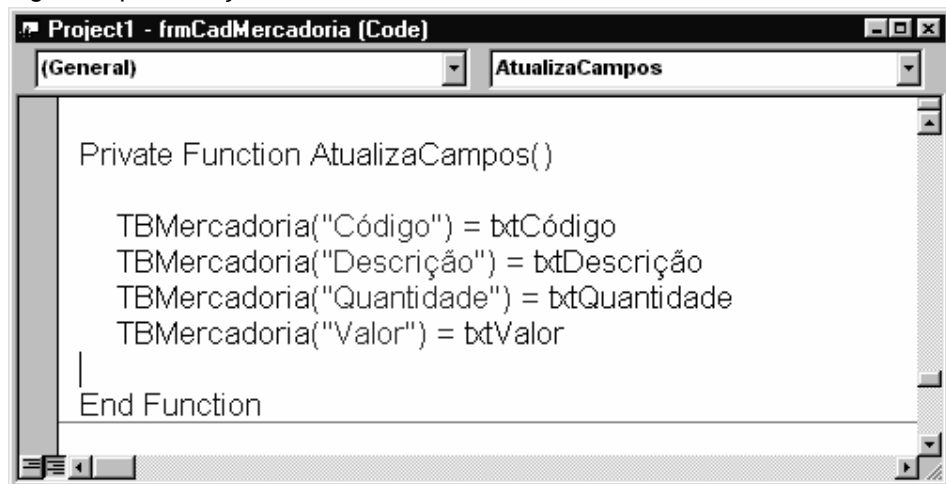 Project1 - frmCadMercadoria (Code)
(General)
AtualizaCampos
Private Function AtualizaCampos()
TBMercadoria("Código") = txtCódigo
TBMercadoria("Descrição") = txtDescrição
TBMercadoria("Quantidade") = txtQuantidade
TBMercadoria("Valor") = txtValor
End Function